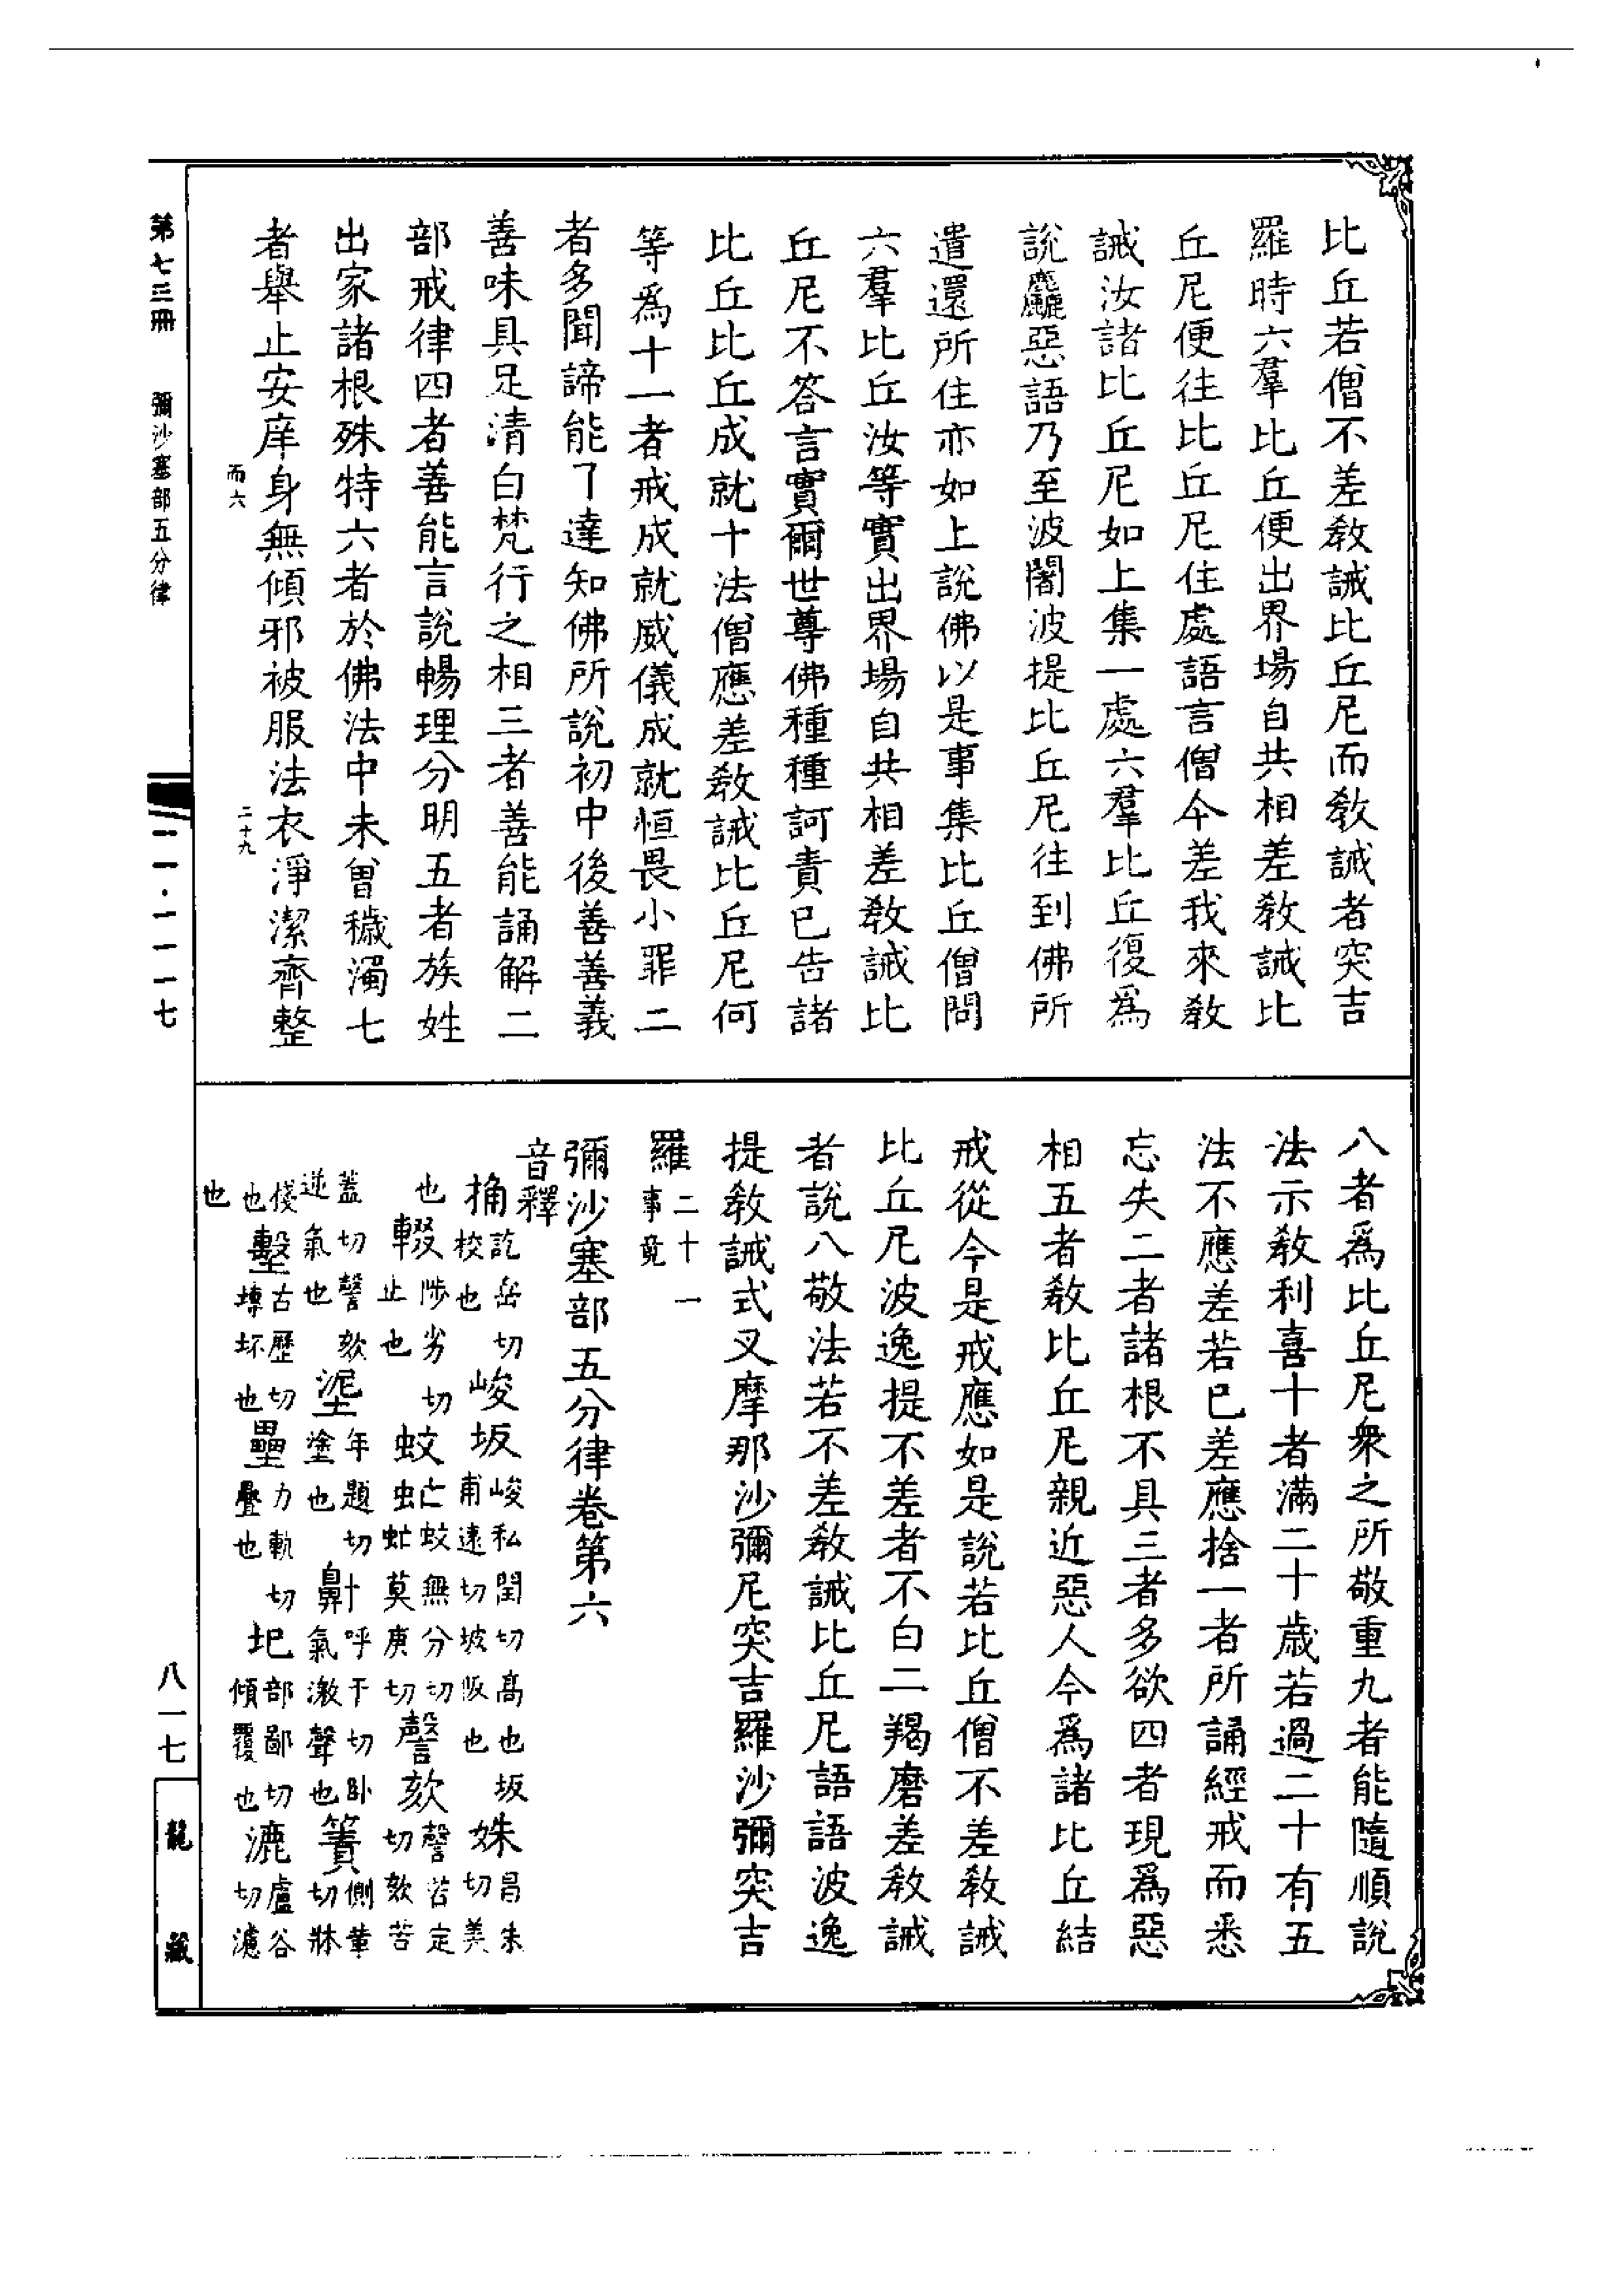 比丘若僧不差敎誡比丘尼而敎誡者突吉
羅時六羣比丘便出界場自共相差敎誡比
丘尼便往比丘尼住處語言僧今差我來敎
誡汝諸比丘尼如上集一處六羣比丘復爲
說麤惡語乃至波闍波提比丘尼往到佛所
遣還所住亦如上說佛以是事集比丘僧問
六羣比丘汝等實出界場自共相差敎誡比
丘尼不答言實爾世尊佛種種訶責已告諸
比丘比丘成就十法僧應差敎誡比丘尼何
等爲十一者戒成就威儀成就恒畏小罪二
者多聞諦能了達知佛所說初中後善善義
善味具足清白梵行之相三者善能誦解二
部戒律四者善能言說暢理分明五者族姓
出家諸根殊特六者於佛法中未曾穢濁七
者舉止安庠身無傾邪被服法衣淨潔齊整
而六
二十九
八者爲比丘尼衆之所敬重九者能隨順說
法示敎利喜十者滿二十歲若過二十有五
法不應差若已差應捨一者所誦經戒而悉
忘失二者諸根不具三者多欲四者現爲惡
相五者敎比丘尼親近惡人今爲諸比丘結
戒從今是戒應如是說若比丘僧不差敎誡
比丘尼波逸提不差者不白二羯磨差敎誡
者說八敬法若不差敎誡比丘尼語語波逸
提敎誡式叉摩那沙彌尼突吉羅沙彌突吉
羅二十一事竟
彌沙塞部五分律卷第六
音釋
捔訖岳切校也峻坂峻私閏切高也坂甫遠切坡阪也姝昌朱切美
也輟陟劣切止也蚊虻蚊無分切虻莫庚切謦欬謦苦定切欬苦
蓋切謦欬逆氣也埿年題切塗也鼾呼干切卧氣激聲也簀側革切牀
棧也墼古歷切塼坏也壘力軌切疊也圮部鄙切傾覆也漉盧谷切濾
也
第七三冊
彌沙塞部五分律
二一·一一一七
八一七
龍藏